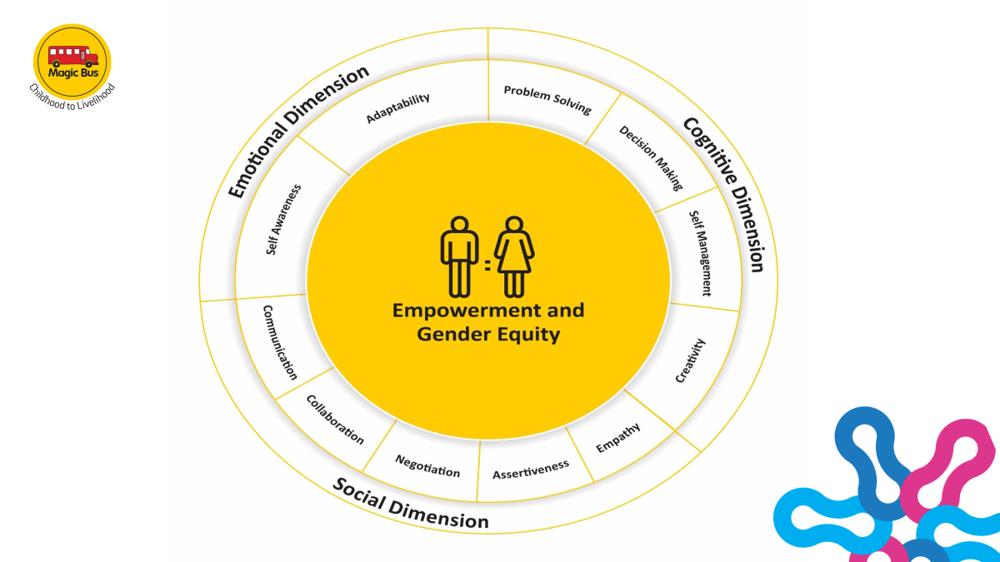 Magic Bus
Childhood to Livelihood
Emotional Dimension
Adaptability
Self Awareness
Cognitive Dimension
Problem Solving
Decision Making
Self Management
Creativity
Social Dimension
Empathy
Assertiveness
Negotiation
Collaboration
Communication
:
Empowerment and
Gender Equity